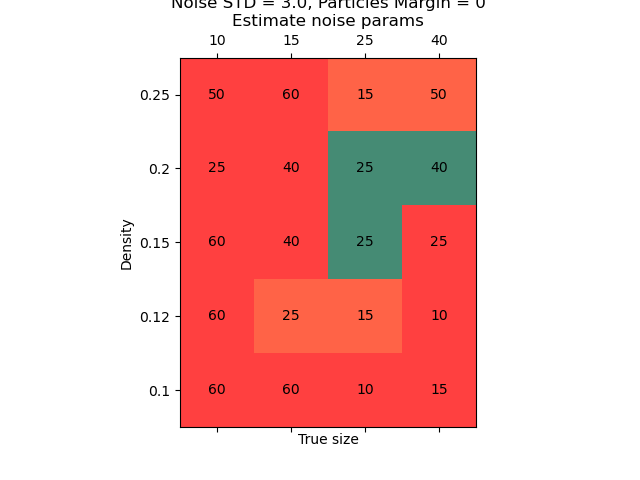 Noise STD = 3.0, Particles Margin = 0
Estimate noise params
10 15 25 40
0.25 50 60 15 50
0.2 25 40 25 40
0.15 60 40 25 25
0.12 60 25 15 10
0.1 60 60 10 15
Density
True size